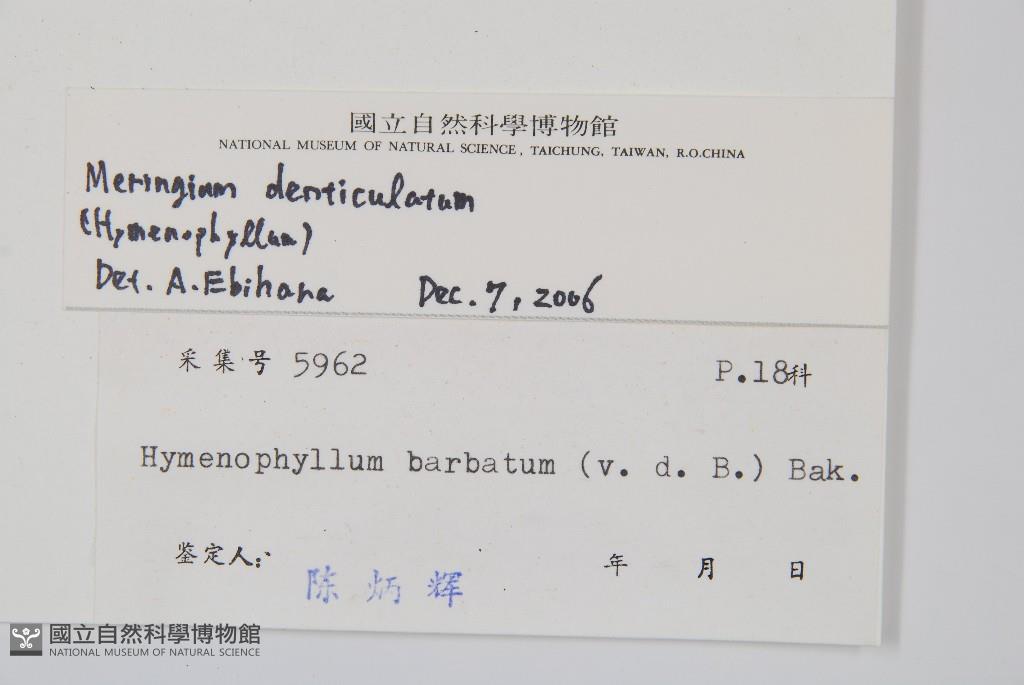 國立自然科學博物館
NATIONAL MUSEUM OF NATURAL SCIENCE, TAICHUNG, TAIWAN, R.O.CHINA
Meringium denticulatum
(Hymenophyllum)
Det. A. Ebihara Dec. 7, 2006
采集号 5962 P.18科
Hymenophyllum barbatum (v. d. B.) Bak.
鉴定人: 陈炳辉 年 月 日
國立自然科學博物館
NATIONAL MUSEUM OF NATURAL SCIENCE